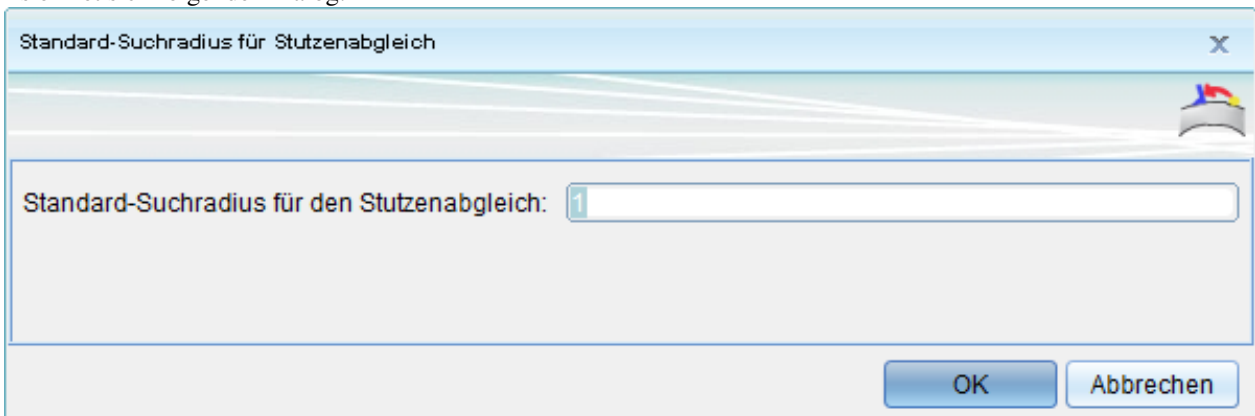 Standard-Suchradius für Stutzenabgleich
x
Standard-Suchradius für den Stutzenabgleich: 1
OK Abbrechen